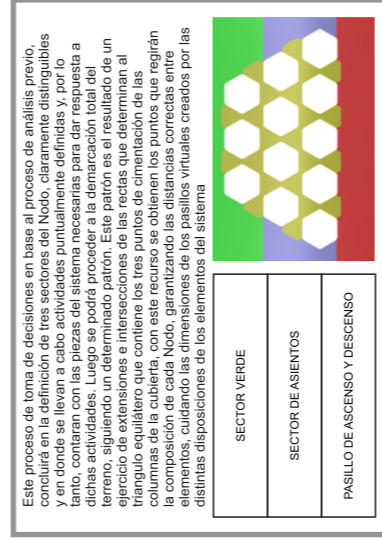 Este proceso de toma de decisiones en base al proceso de análisis previo,
concluirá en la definición de tres sectores del Nodo, claramente distinguibles
y en donde se llevan a cabo actividades puntualmente definidas y, por lo
tanto, contaran con las piezas del sistema necesarias para dar respuesta a
dichas actividades. Luego se podrá proceder a la demarcación total del
terreno, siguiendo un determinado patrón. Este patrón es el resultado de un
ejercicio de extensiones e intersecciones de las rectas que determinan al
triangulo equilátero que contiene los tres puntos de cimentación de las
columnas de la cubierta, con este recurso se obtienen los puntos que regirán
la composición de cada Nodo, garantizando las distancias correctas entre
elementos, cuidando las dimensiones de los pasillos virtuales creados por las
distintas disposiciones de los elementos del sistema
SECTOR VERDE
SECTOR DE ASIENTOS
PASILLO DE ASCENSO Y DESCENSO